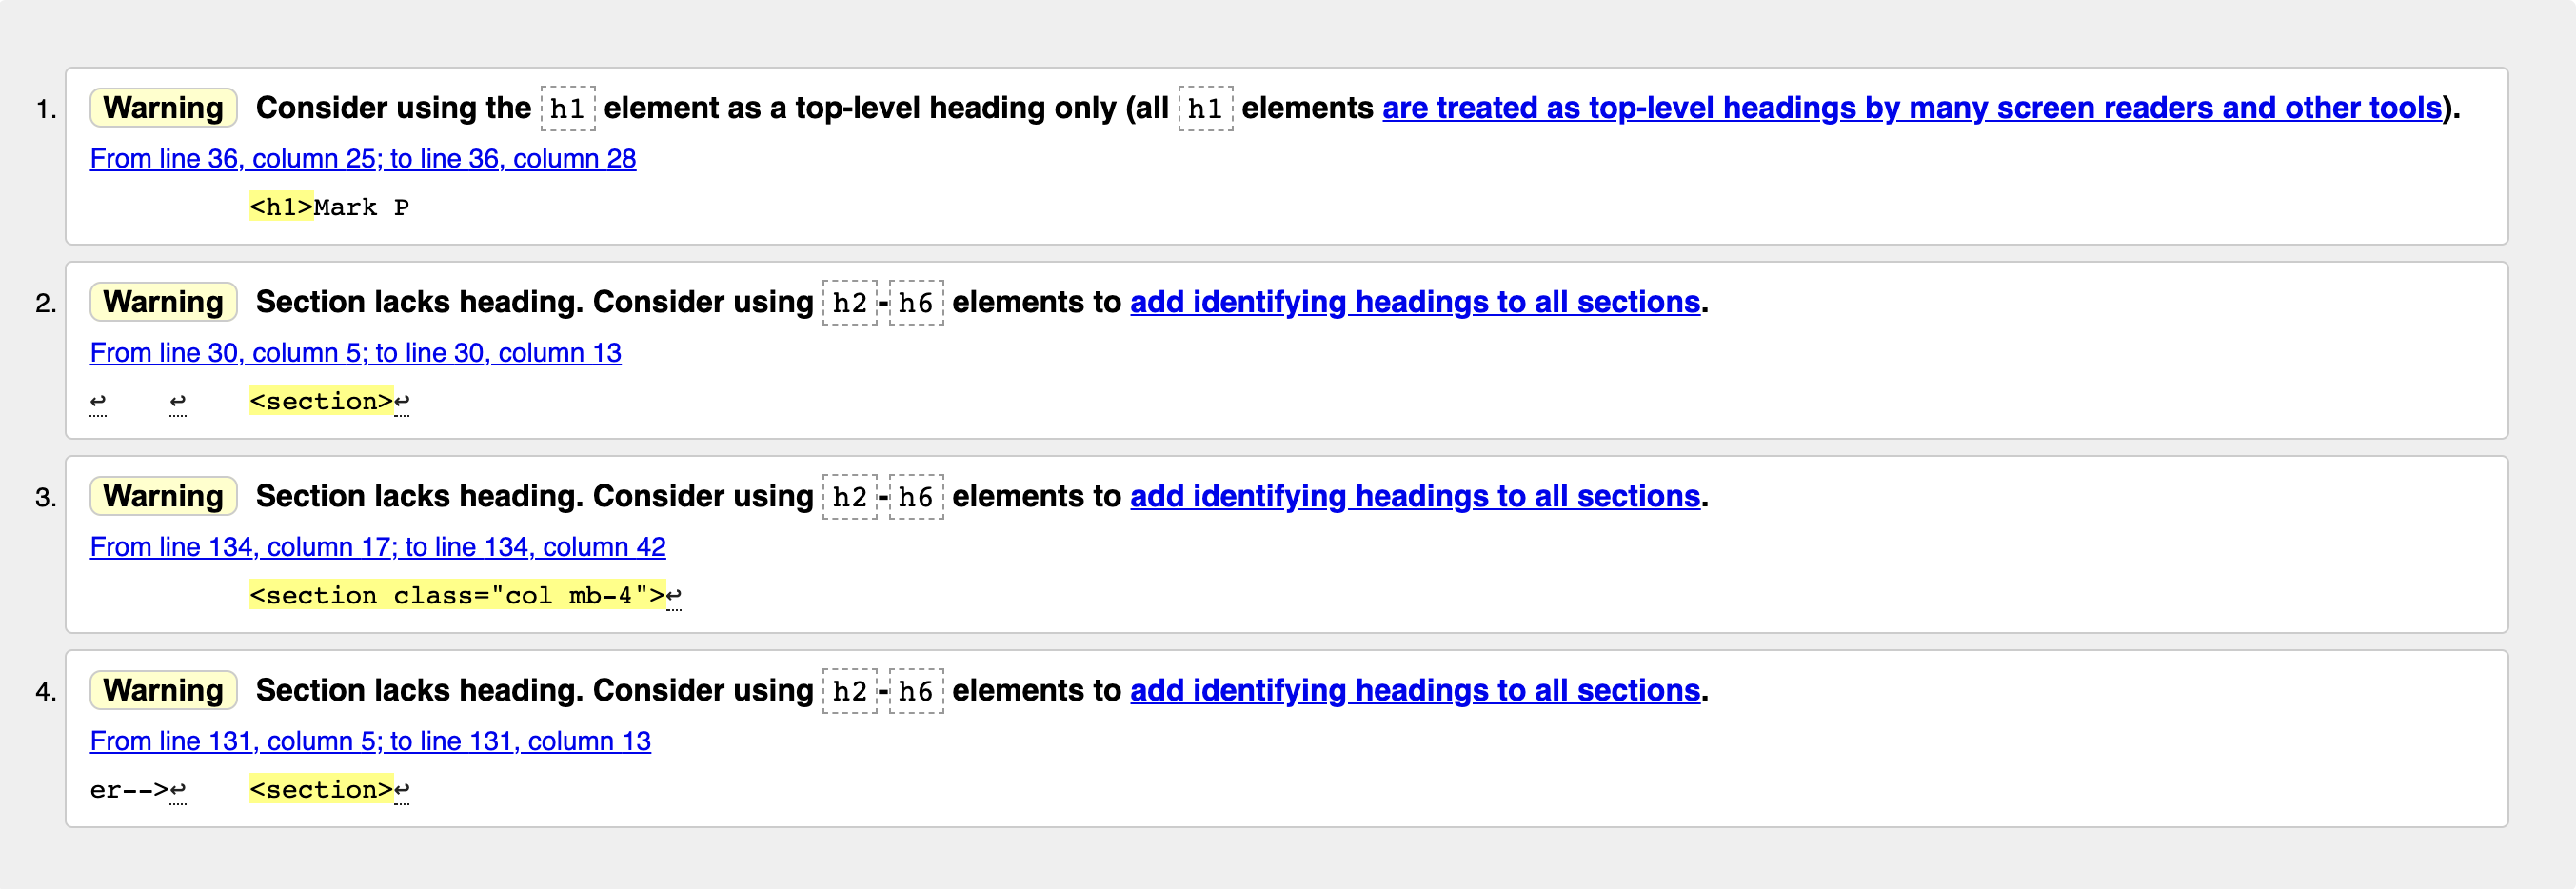 1. Warning Consider using the h1 element as a top-level heading only (all h1 elements are treated as top-level headings by many screen readers and other tools).
From line 36, column 25; to line 36, column 28
<h1>Mark P
2. Warning Section lacks heading. Consider using h2-h6 elements to add identifying headings to all sections.
From line 30, column 5; to line 30, column 13
↩ ↩ <section>↩
3. Warning Section lacks heading. Consider using h2-h6 elements to add identifying headings to all sections.
From line 134, column 17; to line 134, column 42
<section class="col mb-4">↩
4. Warning Section lacks heading. Consider using h2-h6 elements to add identifying headings to all sections.
From line 131, column 5; to line 131, column 13
er-->↩ <section>↩